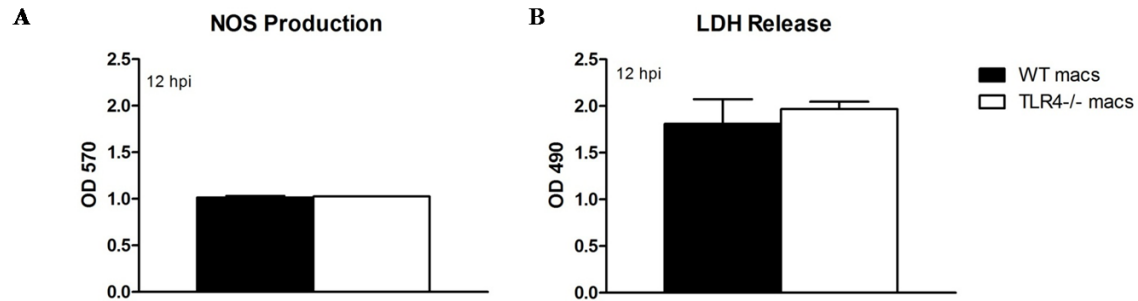 A
NOS Production
2.5
2.0
1.5
1.0
0.5
0.0
OD 570
12 hpi
B
LDH Release
2.5
2.0
1.5
1.0
0.5
0.0
OD 490
12 hpi
WT macs
TLR4-/- macs